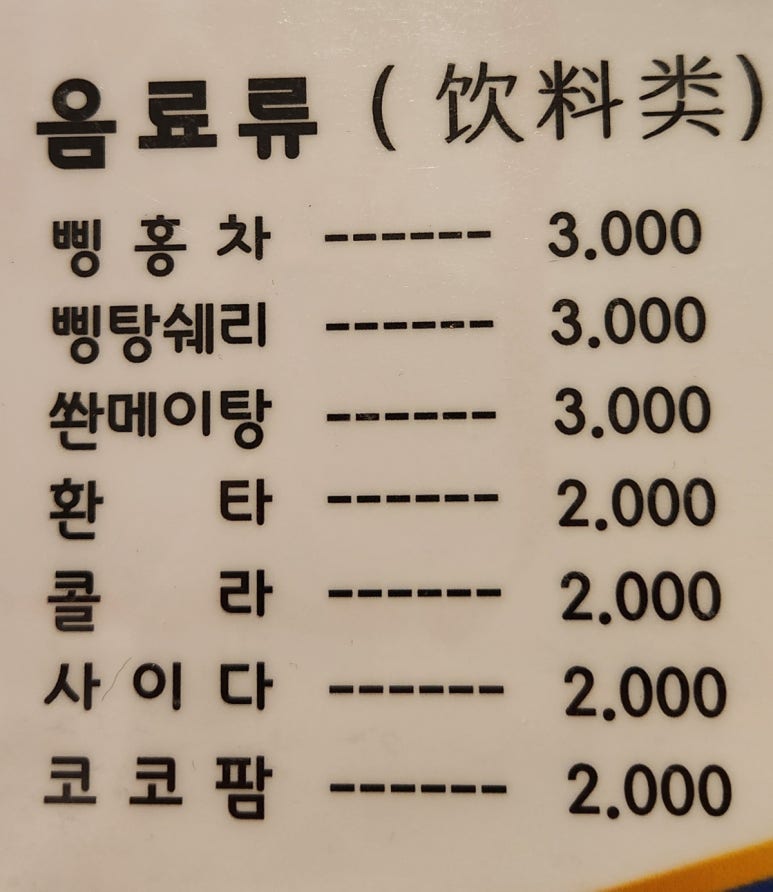 음료류 (饮料类)
삥홍차 ------ 3.000
삥탕쉐리 ------ 3.000
쏸메이탕 ------ 3.000
환타 ------ 2.000
콜라 ------ 2.000
사이다 ------ 2.000
코코팜 ------ 2.000